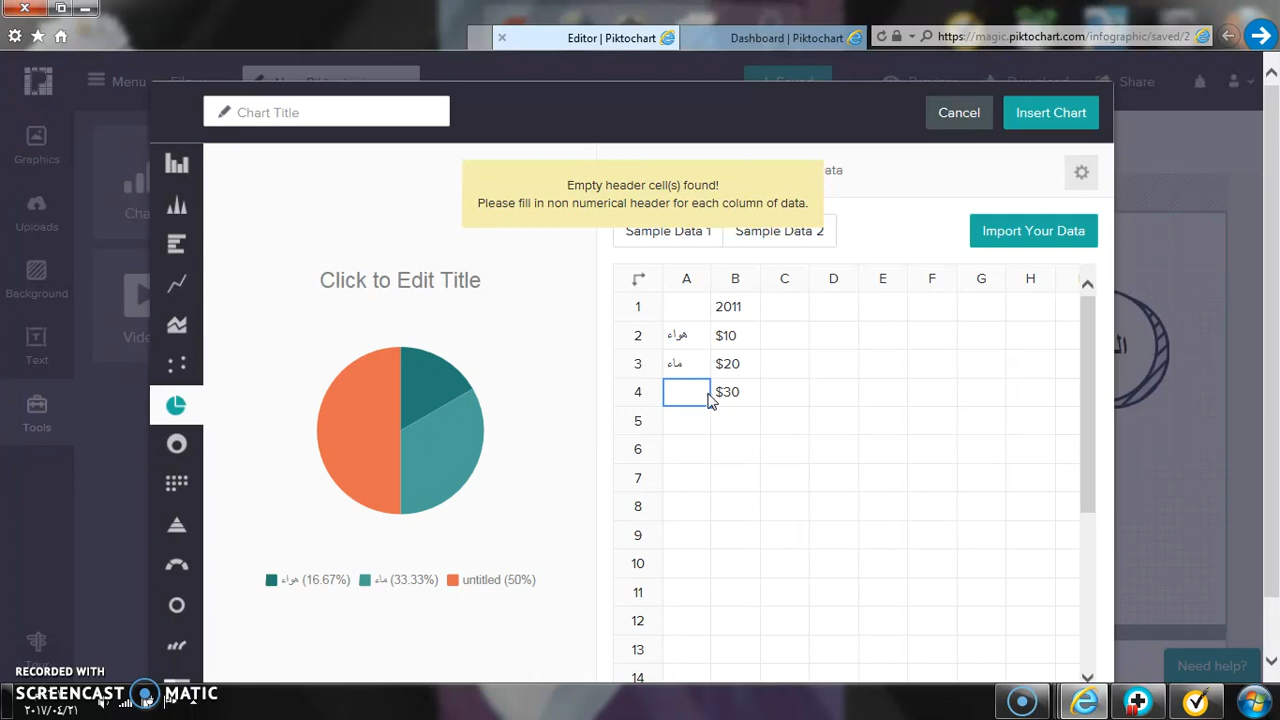 Editor | Piktochart
Dashboard | Piktochart
https://magic.piktochart.com/infographic/saved/2
Menu
Share
Chart Title
Cancel
Insert Chart
Graphics
Uploads
Background
Text
Tools
Empty header cell(s) found!
Please fill in non numerical header for each column of data.
Sample Data 1
Sample Data 2
Import Your Data
A B C D E F G H
1 2011
2 هواء $10
3 ماء $20
4 $30
5
6
7
8
9
10
11
12
13
14
Click to Edit Title
هواء (16.67%) ماء (33.33%) untitled (50%)
Need help?
RECORDED WITH
SCREENCAST MATIC
٢٠١٧/٠٤/٢١